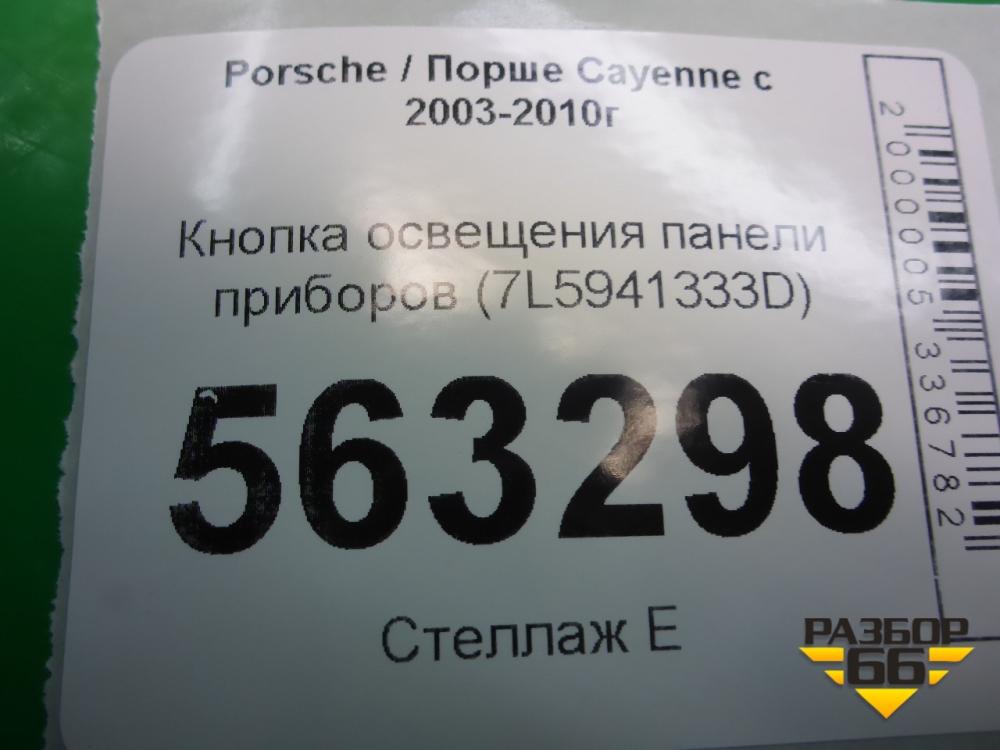 Porsche / Порше Cayenne с
2003-2010г
Кнопка освещения панели
приборов (7L5941333D)
563298
Стеллаж Е
2000005336782
РАЗБОР
66